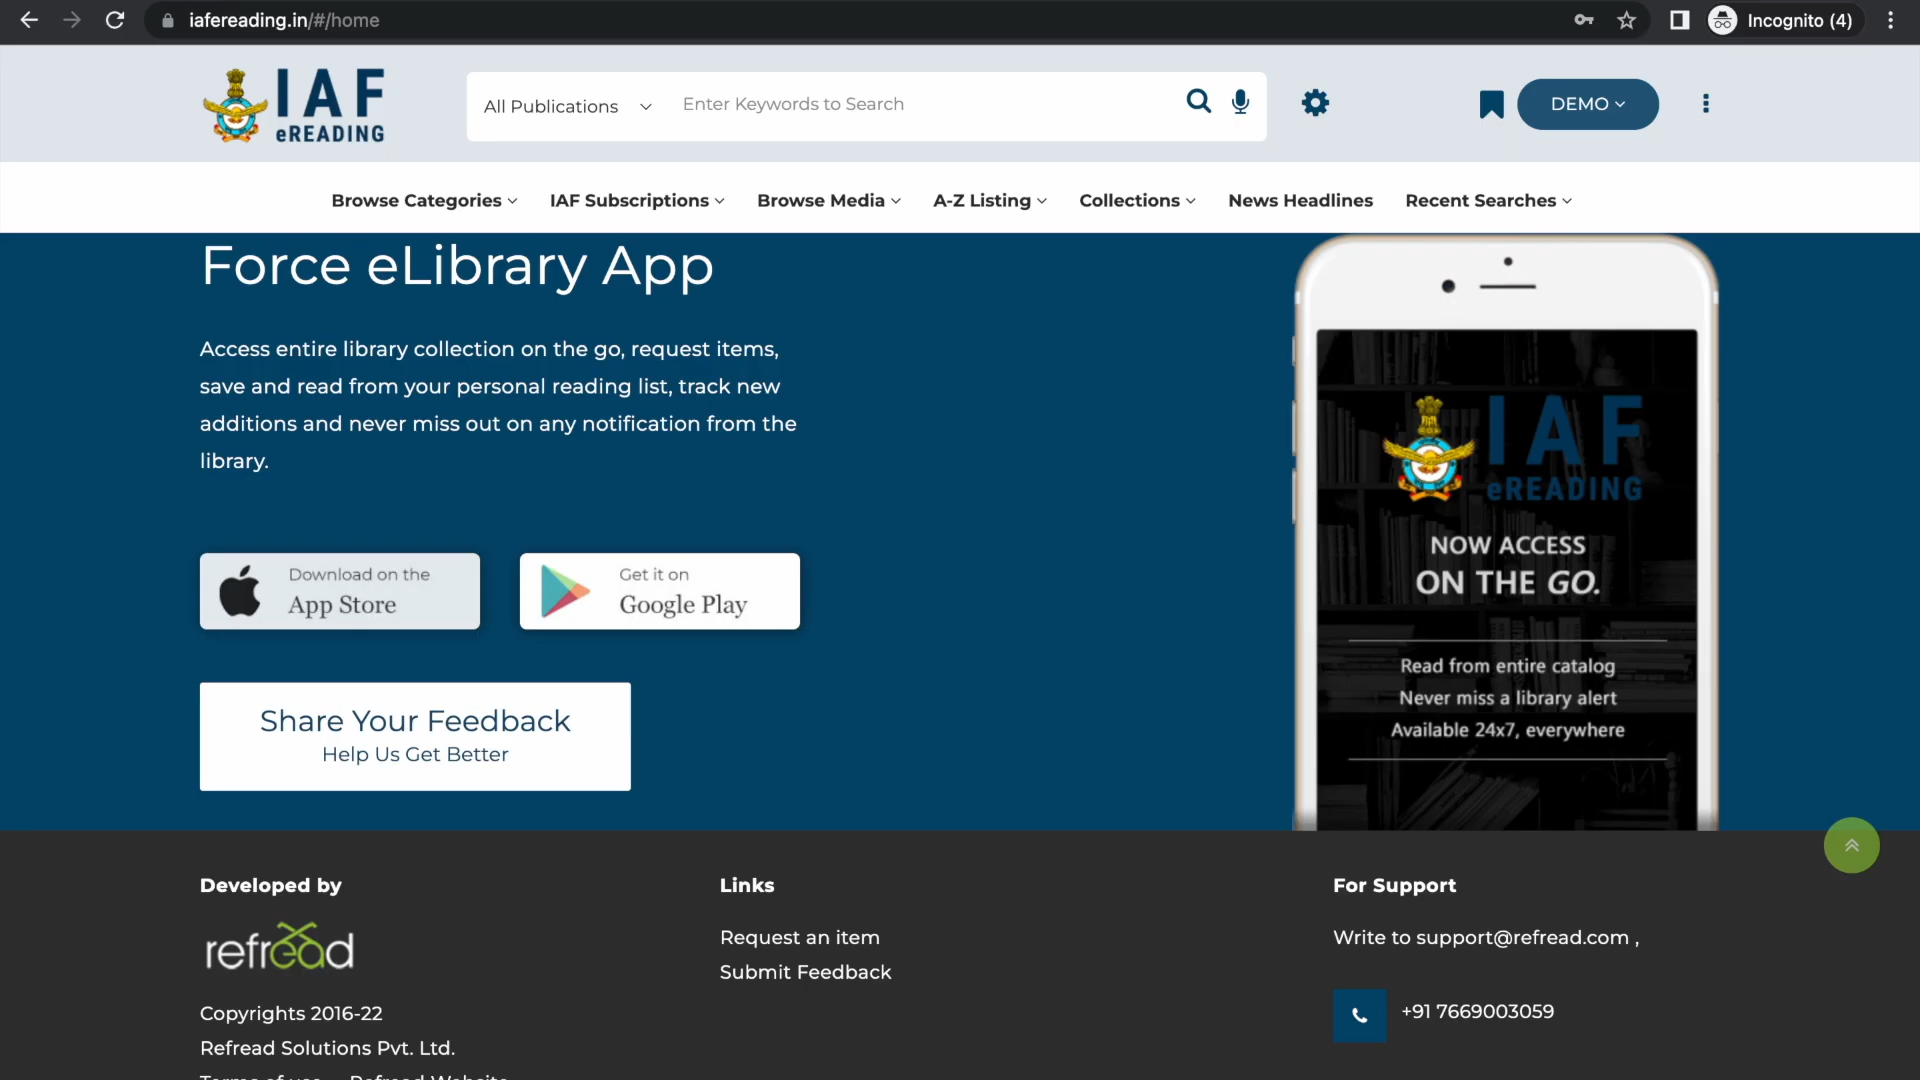 iafereading.in/#/home
Incognito (4)
IAF
eREADING
All Publications
Enter Keywords to Search
DEMO
Browse Categories
IAF Subscriptions
Browse Media
A-Z Listing
Collections
News Headlines
Recent Searches
Force eLibrary App
Access entire library collection on the go, request items,
save and read from your personal reading list, track new
additions and never miss out on any notification from the
library.
Download on the
App Store
Get it on
Google Play
Share Your Feedback
Help Us Get Better
IAF
eREADING
NOW ACCESS
ON THE GO.
Read from entire catalog
Never miss a library alert
Available 24x7, everywhere
Developed by
refread
Copyrights 2016-22
Refread Solutions Pvt. Ltd.
Terms of use
Refread Website
Links
Request an item
Submit Feedback
For Support
Write to support@refread.com ,
+91 7669003059